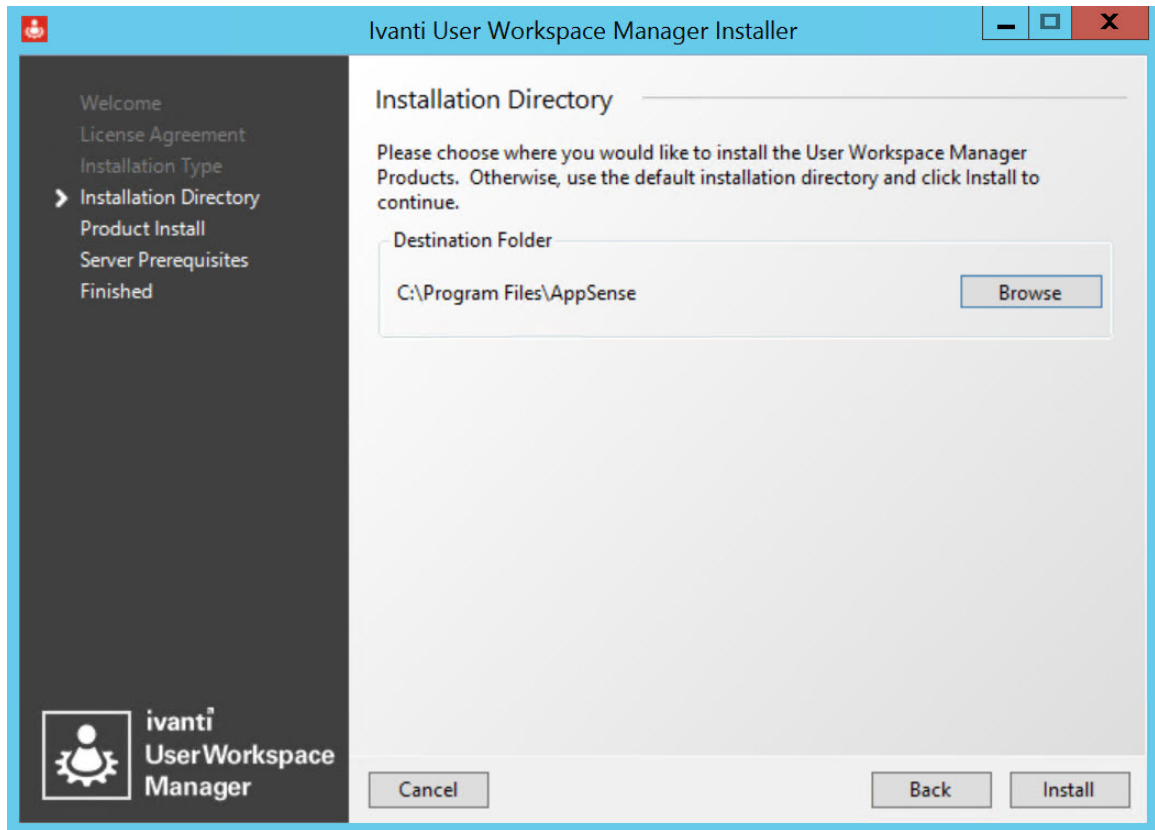 Ivanti User Workspace Manager Installer
Welcome
License Agreement
Installation Type
Installation Directory
Product Install
Server Prerequisites
Finished
Installation Directory
Please choose where you would like to install the User Workspace Manager
Products. Otherwise, use the default installation directory and click Install to
continue.
Destination Folder
C:\Program Files\AppSense
Browse
ivanti
User Workspace
Manager
Cancel
Back
Install